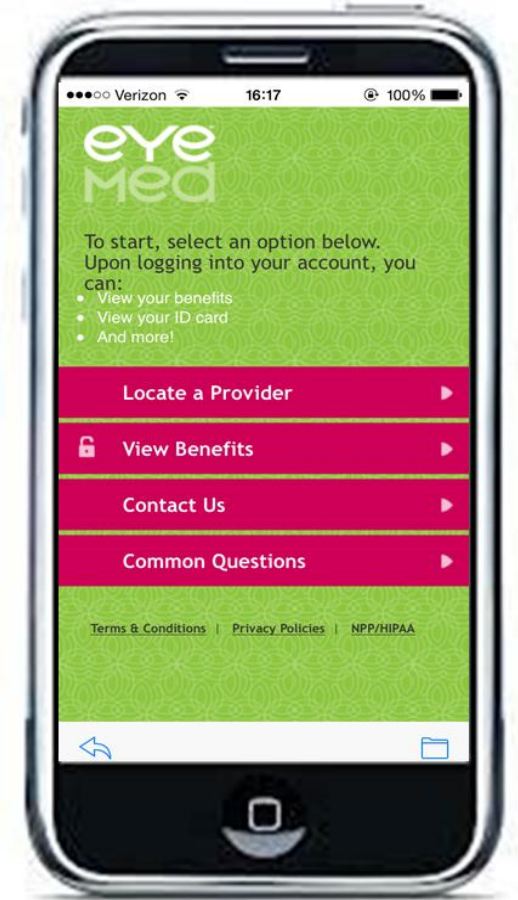 Verizon 16:17 100%
eye
med
To start, select an option below.
Upon logging into your account, you
can:
• View your benefits
• View your ID card
• And more!
Locate a Provider
View Benefits
Contact Us
Common Questions
Terms & Conditions | Privacy Policies | NPP/HIPAA